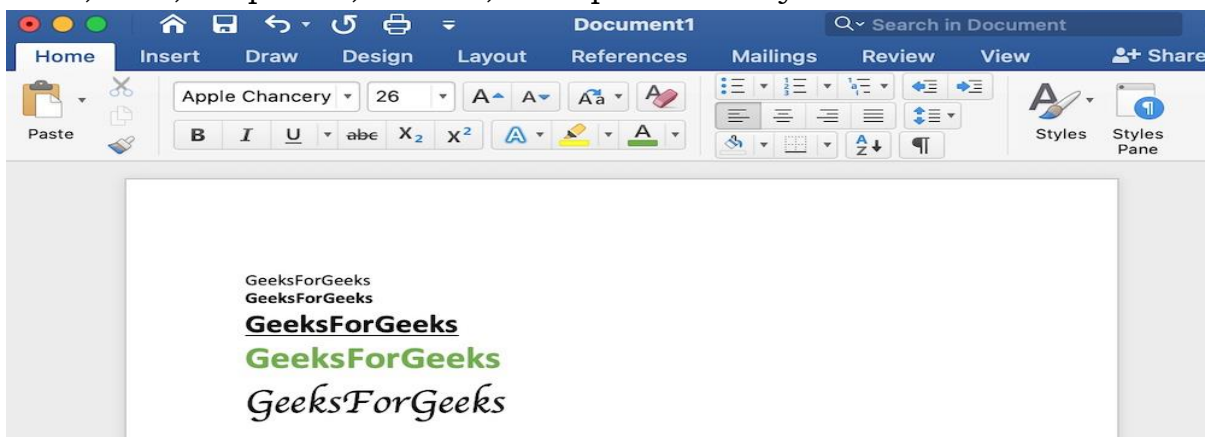 Document1
Search in Document
Home Insert Draw Design Layout References Mailings Review View Share
Apple Chancery 26 A A Aa A
Paste B I U abc X2 X2 A A A Z Styles Styles Pane
GeeksForGeeks
GeeksForGeeks
GeeksForGeeks
GeeksForGeeks
GeeksForGeeks